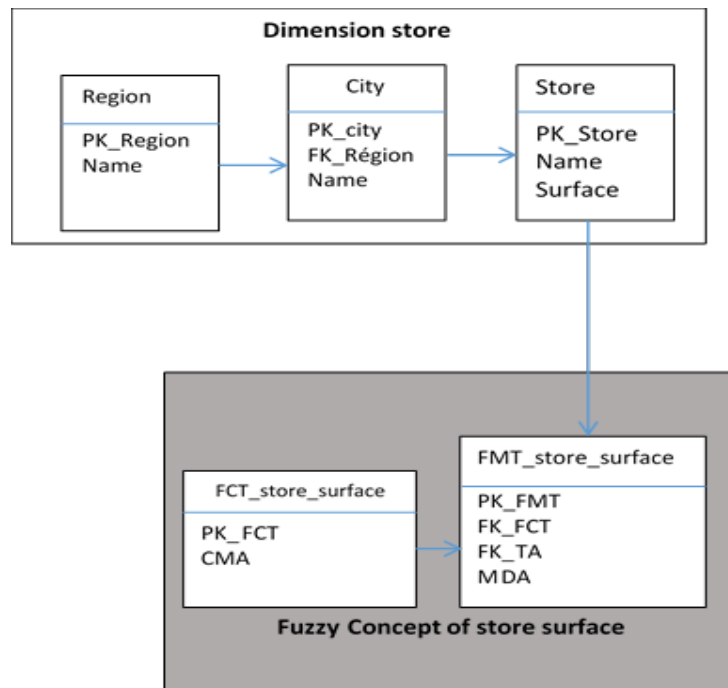 Dimension store
Region
PK_Region
Name
City
PK_city
FK_Région
Name
Store
PK_Store
Name
Surface
FCT_store_surface
PK_FCT
CMA
FMT_store_surface
PK_FMT
FK_FCT
FK_TA
MDA
Fuzzy Concept of store surface